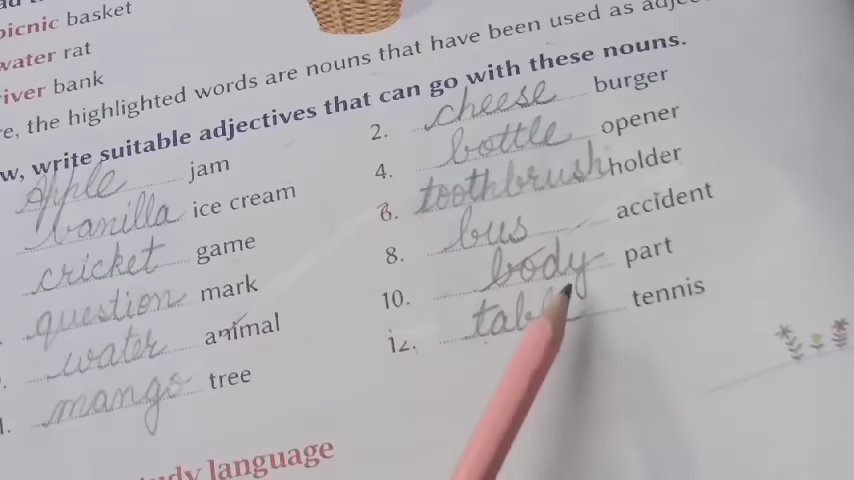 picnic basket
water rat
river bank
the highlighted words are nouns that have been used as
write suitable adjectives that can go with these nouns.
Apple jam
2. cheese burger
vanilla ice cream
4. bottle opener
cricket game
6. toothbrush holder
question mark
8. bus accident
water animal
10. body part
mango tree
12. tennis
language